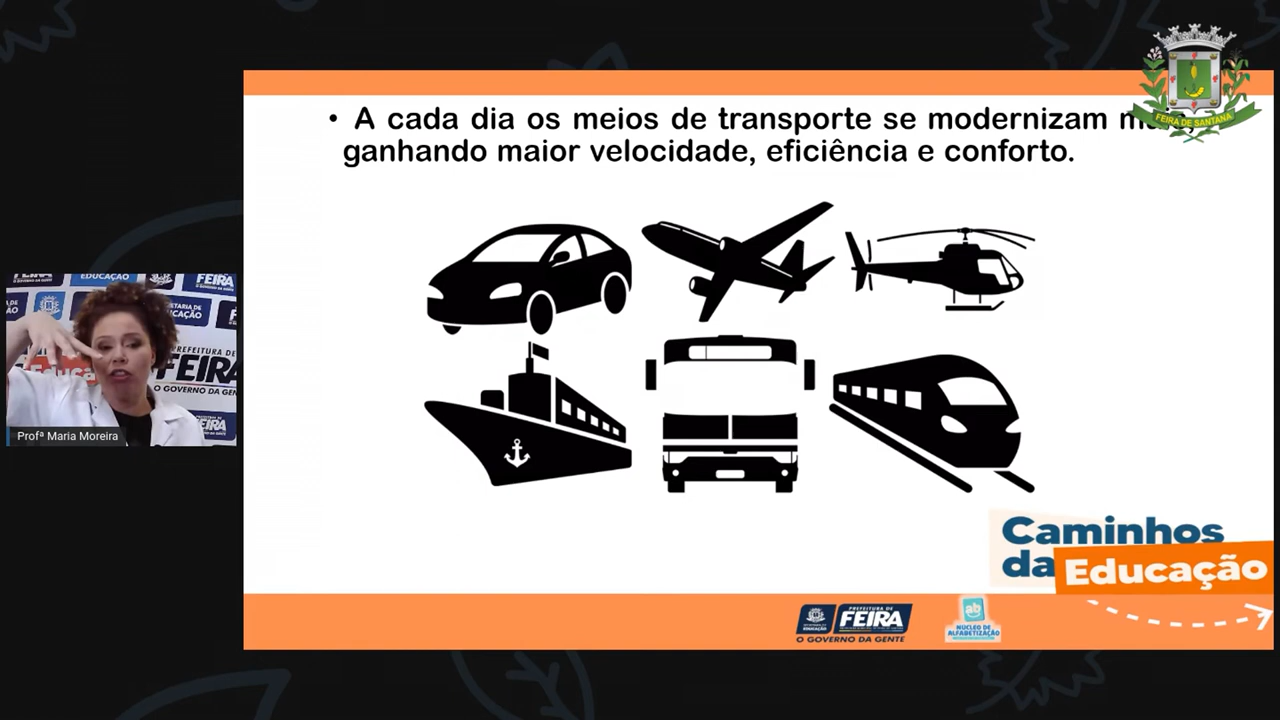 FEIRA DE SANTANA
• A cada dia os meios de transporte se modernizam
ganhando maior velocidade, eficiência e conforto.
EDUCAÇÃO
FEIRA
PREFEITURA DE
FEIRA
O GOVERNO DA GEN
Profª Maria Moreira
Caminhos
da Educação
PREFEITURA DE
FEIRA
EDUCAÇÃO
O GOVERNO DA GENTE
ab
NÚCLEO DE
ALFABETIZAÇÃO